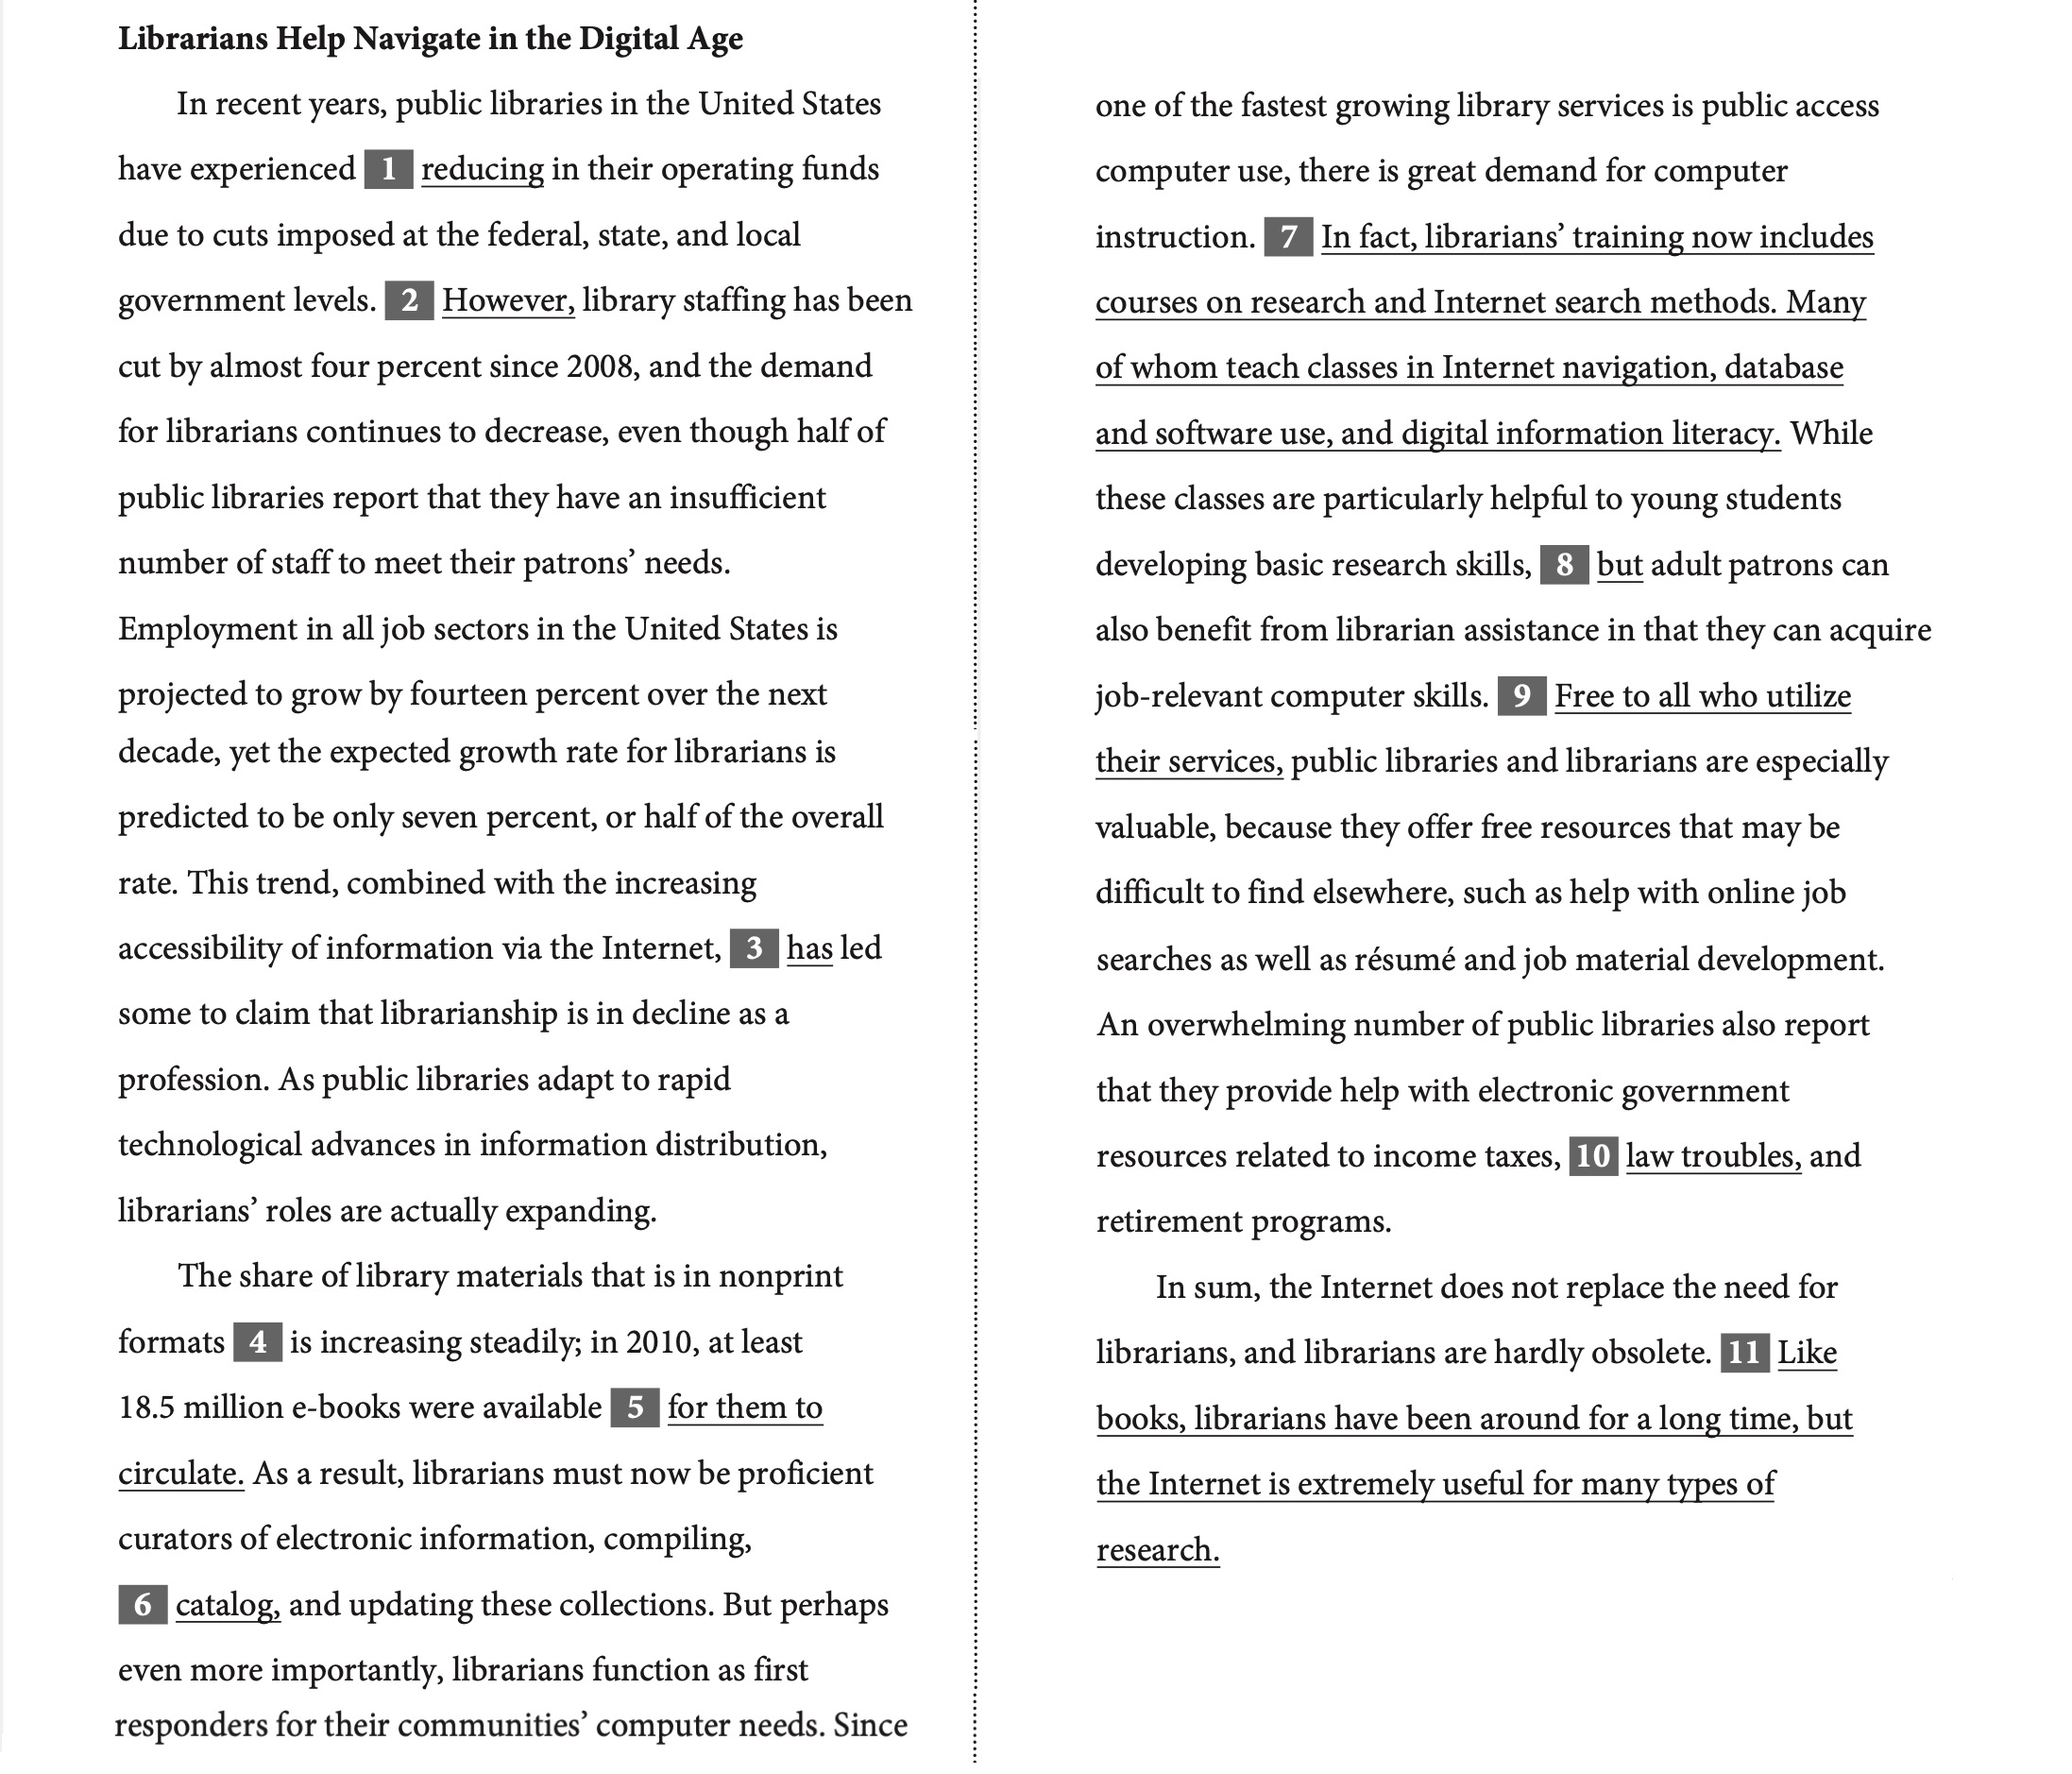 Librarians Help Navigate in the Digital Age
In recent years, public libraries in the United States
have experienced 1 reducing in their operating funds
due to cuts imposed at the federal, state, and local
government levels. 2 However, library staffing has been
cut by almost four percent since 2008, and the demand
for librarians continues to decrease, even though half of
public libraries report that they have an insufficient
number of staff to meet their patrons’ needs.
Employment in all job sectors in the United States is
projected to grow by fourteen percent over the next
decade, yet the expected growth rate for librarians is
predicted to be only seven percent, or half of the overall
rate. This trend, combined with the increasing
accessibility of information via the Internet, 3 has led
some to claim that librarianship is in decline as a
profession. As public libraries adapt to rapid
technological advances in information distribution,
librarians’ roles are actually expanding.
The share of library materials that is in nonprint
formats 4 is increasing steadily; in 2010, at least
18.5 million e-books were available 5 for them to
circulate. As a result, librarians must now be proficient
curators of electronic information, compiling,
6 catalog, and updating these collections. But perhaps
even more importantly, librarians function as first
responders for their communities’ computer needs. Since
one of the fastest growing library services is public access
computer use, there is great demand for computer
instruction. 7 In fact, librarians’ training now includes
courses on research and Internet search methods. Many
of whom teach classes in Internet navigation, database
and software use, and digital information literacy. While
these classes are particularly helpful to young students
developing basic research skills, 8 but adult patrons can
also benefit from librarian assistance in that they can acquire
job-relevant computer skills. 9 Free to all who utilize
their services, public libraries and librarians are especially
valuable, because they offer free resources that may be
difficult to find elsewhere, such as help with online job
searches as well as résumé and job material development.
An overwhelming number of public libraries also report
that they provide help with electronic government
resources related to income taxes, 10 law troubles, and
retirement programs.
In sum, the Internet does not replace the need for
librarians, and librarians are hardly obsolete. 11 Like
books, librarians have been around for a long time, but
the Internet is extremely useful for many types of
research.